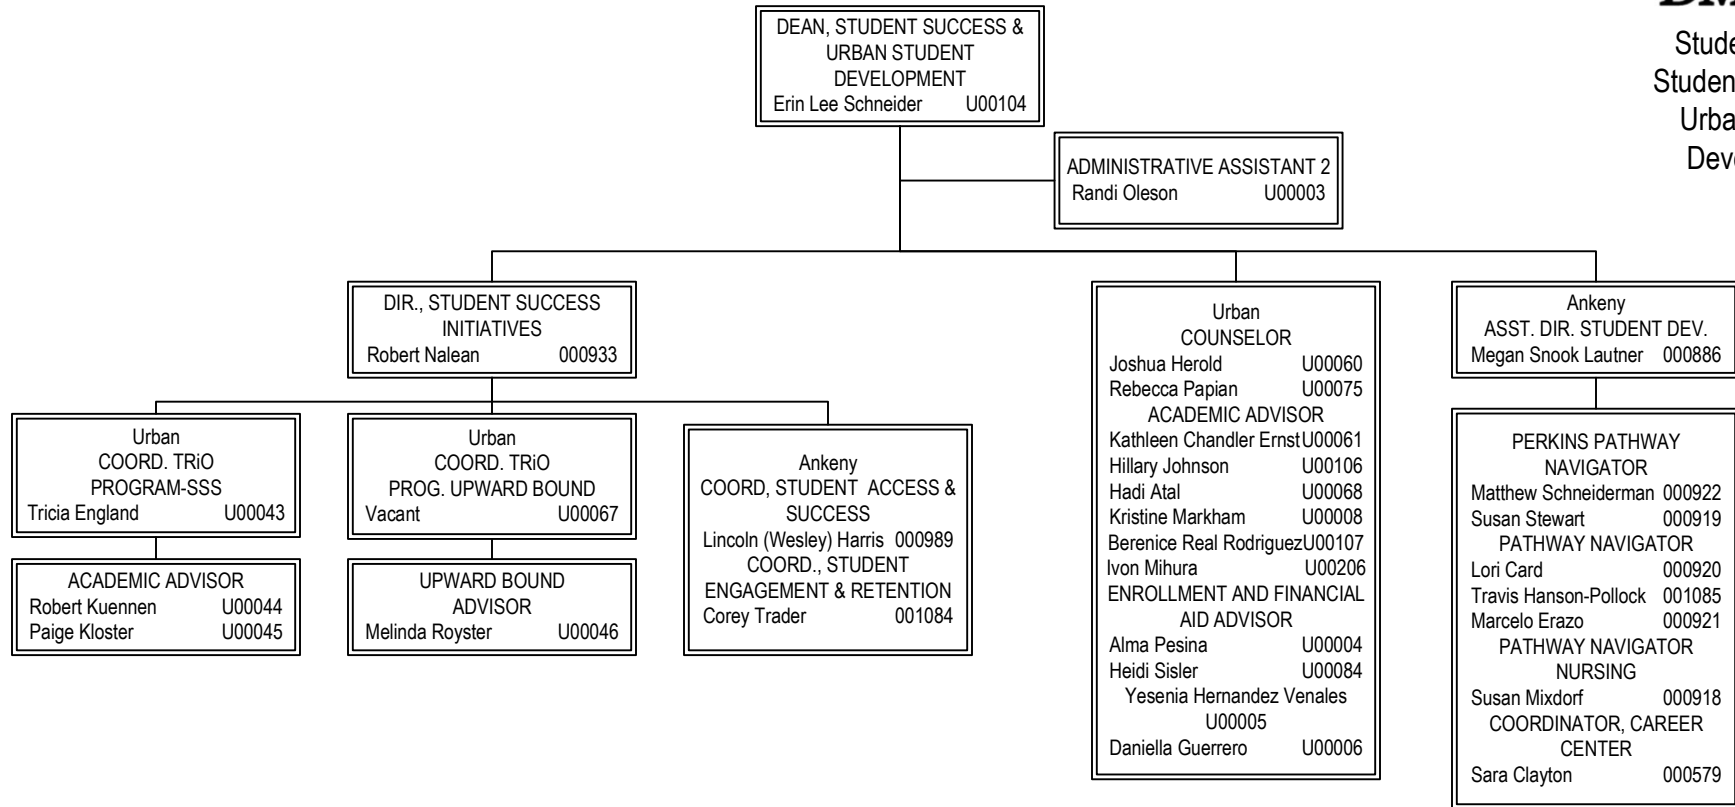 DEAN, STUDENT SUCCESS &
URBAN STUDENT
DEVELOPMENT
Erin Lee Schneider U00104
ADMINISTRATIVE ASSISTANT 2
Randi Oleson U00003
DIR., STUDENT SUCCESS
INITIATIVES
Robert Nalean 000933
Urban
COORD. TRiO
PROGRAM-SSS
Tricia England U00043
ACADEMIC ADVISOR
Robert Kuennen U00044
Paige Kloster U00045
Urban
COORD. TRiO
PROG. UPWARD BOUND
Vacant U00067
UPWARD BOUND
ADVISOR
Melinda Royster U00046
Ankeny
COORD, STUDENT ACCESS &
SUCCESS
Lincoln (Wesley) Harris 000989
COORD., STUDENT
ENGAGEMENT & RETENTION
Corey Trader 001084
Urban
COUNSELOR
Joshua Herold U00060
Rebecca Papian U00075
ACADEMIC ADVISOR
Kathleen Chandler Ernst U00061
Hillary Johnson U00106
Hadi Atal U00068
Kristine Markham U00008
Berenice Real Rodriguez U00107
Ivon Mihura U00206
ENROLLMENT AND FINANCIAL
AID ADVISOR
Alma Pesina U00004
Heidi Sisler U00084
Yesenia Hernandez Venales
U00005
Daniella Guerrero U00006
Ankeny
ASST. DIR. STUDENT DEV.
Megan Snook Lautner 000886
PERKINS PATHWAY
NAVIGATOR
Matthew Schneiderman 000922
Susan Stewart 000919
PATHWAY NAVIGATOR
Lori Card 000920
Travis Hanson-Pollock 001085
Marcelo Erazo 000921
PATHWAY NAVIGATOR
NURSING
Susan Mixdorf 000918
COORDINATOR, CAREER
CENTER
Sara Clayton 000579